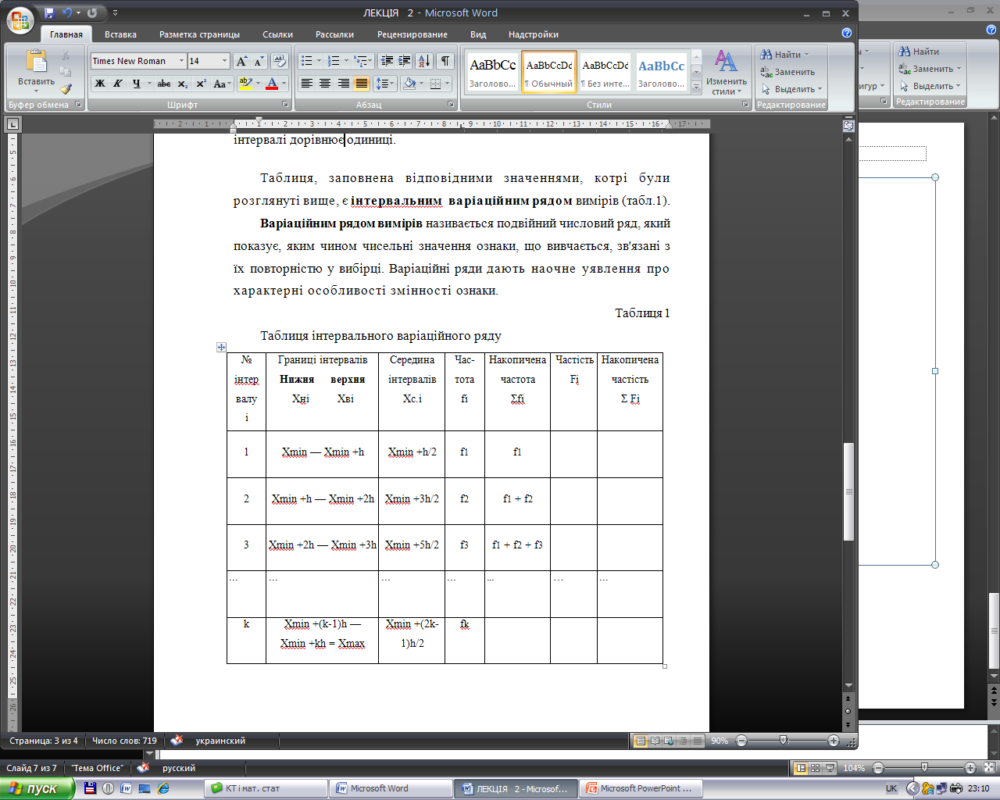 ЛЕКЦІЯ 2 - Microsoft Word
Главная Вставка Разметка страницы Ссылки Рассылки Рецензирование Вид Надстройки
Вставить
Буфер обмена
Times New Roman 14
Ж К Ч abc x₂ x² Aa
Шрифт
Абзац
AaBbCc AaBbCcDd AaBbCcDd AaBbCc
Заголово... ¶ Обычный ¶ Без инте... Заголово...
Изменить
стили
Стили
Найти
Заменить
Выделить
Редактирование
Найти
Заменить
Выделить
Редактирование
игур
інтервалі дорівнює одиниці.
Таблиця, заповнена відповідними значеннями, котрі були
розглянуті вище, є інтервальним варіаційним рядом вимірів (табл.1).
Варіаційним рядом вимірів називається подвійний числовий ряд, який
показує, яким чином чисельні значення ознаки, що вивчається, зв'язані з
їх повторністю у вибірці. Варіаційні ряди дають наочне уявлення про
характерні особливості змінності ознаки.
Таблиця 1
Таблиця інтервального варіаційного ряду
№ інтер валу і
Границі інтервалів Нижня верхня Хні Хві
Середина інтервалів Хс.і
Час- тота fi
Накопичена частота Σfi
Частість Fi
Накопичена частість Σ Fi
1 Xmin — Xmin +h Xmin +h/2 f1 f1
2 Xmin +h — Xmin +2h Xmin +3h/2 f2 f1 + f2
3 Xmin +2h — Xmin +3h Xmin +5h/2 f3 f1 + f2 + f3
... ... ... ... ... ... ...
k Xmin +(k-1)h — Xmin +(2k- fk
Xmin +kh = Xmax 1)h/2
Страница: 3 из 4 Число слов: 719 украинский 90%
Слайд 7 из 7 "Тема Office" русский 104%
пуск КТ і мат. стат Microsoft Word ЛЕКЦІЯ 2 - Microsof... Microsoft PowerPoint ... UK 23:10